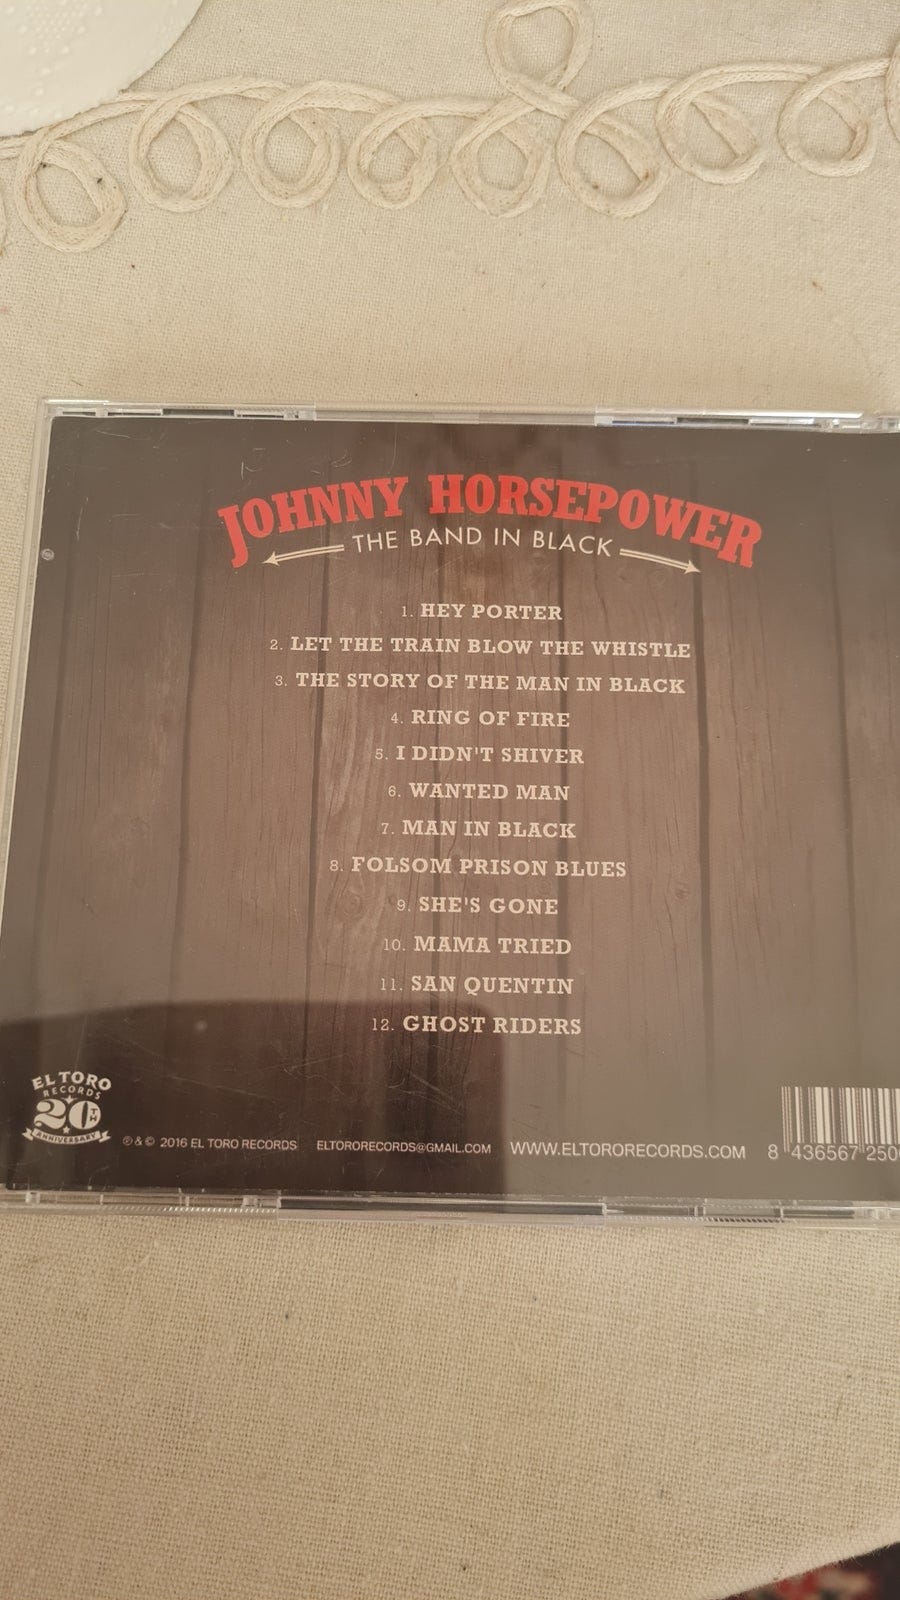 JOHNNY HORSEPOWER
THE BAND IN BLACK
1. HEY PORTER
2. LET THE TRAIN BLOW THE WHISTLE
3. THE STORY OF THE MAN IN BLACK
4. RING OF FIRE
5. I DIDN'T SHIVER
6. WANTED MAN
7. MAN IN BLACK
8. FOLSOM PRISON BLUES
9. SHE'S GONE
10. MAMA TRIED
11. SAN QUENTIN
12. GHOST RIDERS
EL TORO
RECORDS
20TH
ANNIVERSARY
℗ & © 2016 EL TORO RECORDS ELTORORECORDS@GMAIL.COM WWW.ELTORORECORDS.COM
8 436567 250